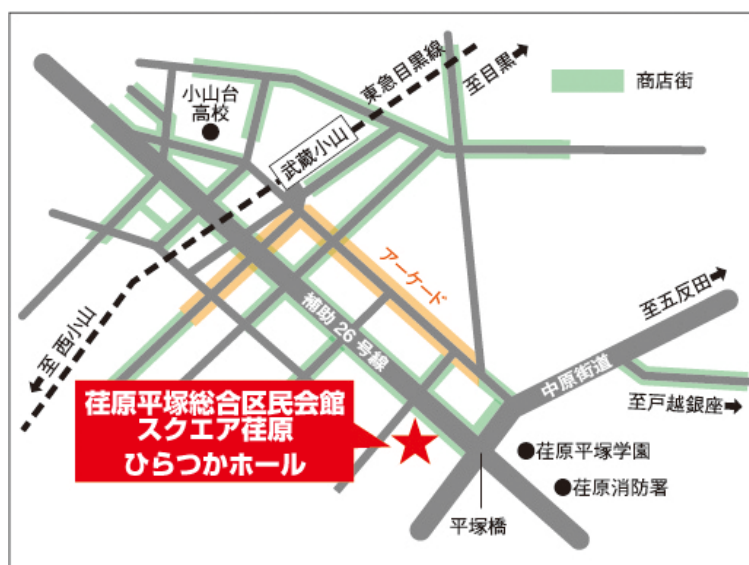 東急目黒線
至目黒
商店街
小山台
高校
武蔵小山
アーケード
至五反田
至 西小山
補助26号線
中原街道
至戸越銀座
荏原平塚総合区民会館
スクエア荏原
ひらつかホール
荏原平塚学園
荏原消防署
平塚橋